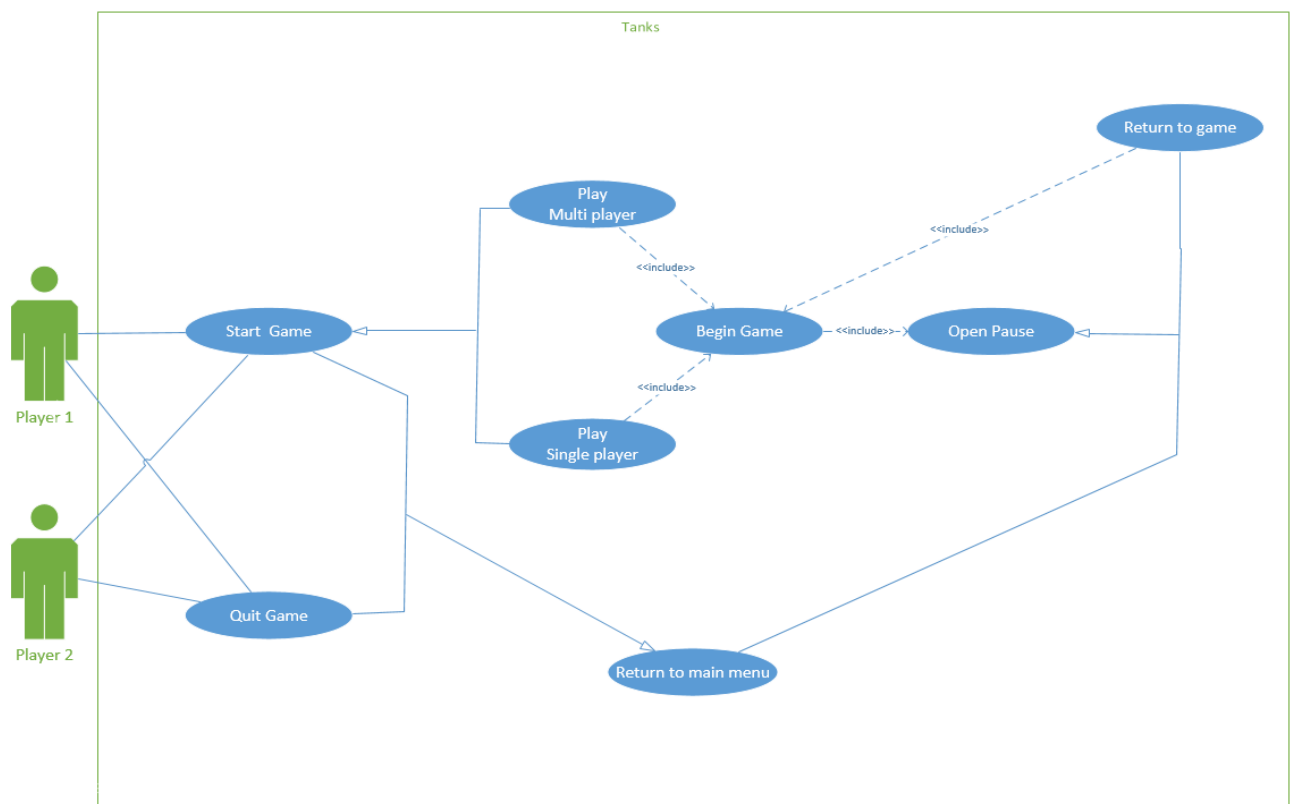 Tanks
Return to game
Play
Multi player
<<include>>
<<include>>
Start  Game
Begin Game
<<include>>
Open Pause
<<include>>
Player 1
Play
Single player
Quit Game
Player 2
Return to main menu